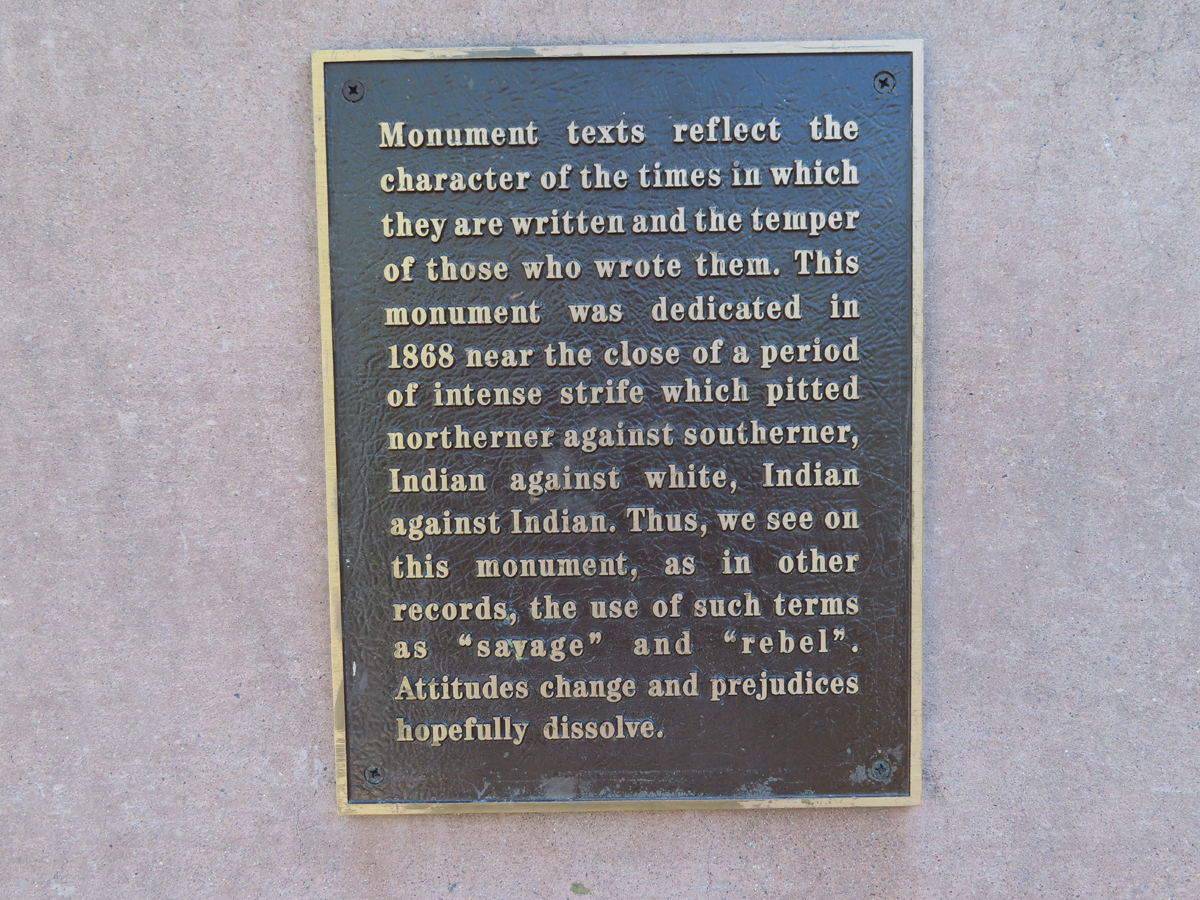 Monument texts reflect the
character of the times in which
they are written and the temper
of those who wrote them. This
monument was dedicated in
1868 near the close of a period
of intense strife which pitted
northerner against southerner,
Indian against white, Indian
against Indian. Thus, we see on
this monument, as in other
records, the use of such terms
as “savage” and “rebel”.
Attitudes change and prejudices
hopefully dissolve.